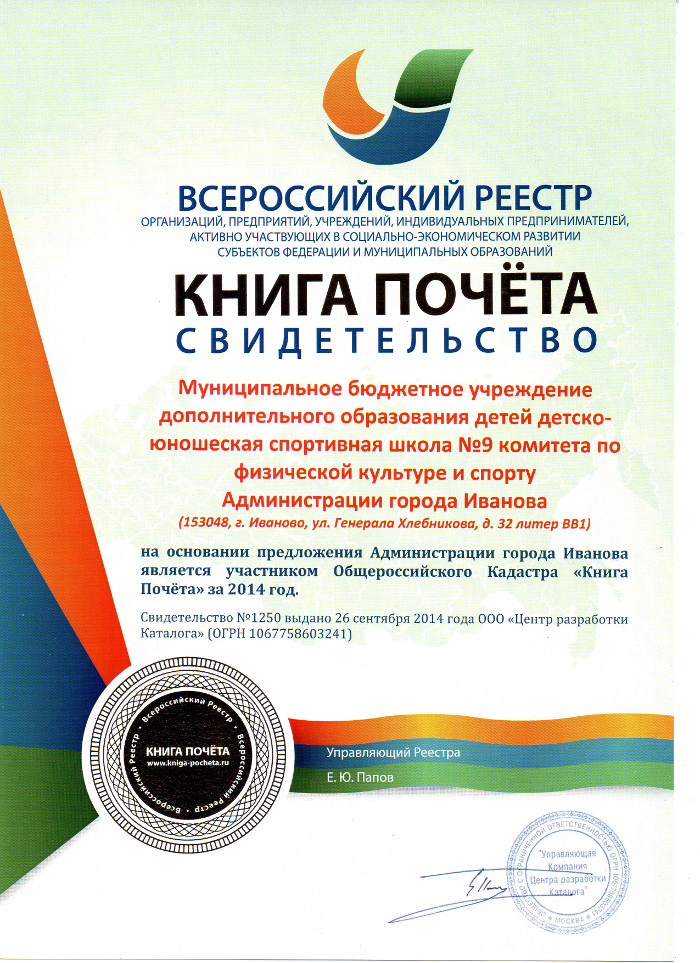 ВСЕРОССИЙСКИЙ РЕЕСТР
ОРГАНИЗАЦИЙ, ПРЕДПРИЯТИЙ, УЧРЕЖДЕНИЙ, ИНДИВИДУАЛЬНЫХ ПРЕДПРИНИМАТЕЛЕЙ,
АКТИВНО УЧАСТВУЮЩИХ В СОЦИАЛЬНО-ЭКОНОМИЧЕСКОМ РАЗВИТИИ
СУБЪЕКТОВ ФЕДЕРАЦИИ И МУНИЦИПАЛЬНЫХ ОБРАЗОВАНИЙ
КНИГА ПОЧЁТА
СВИДЕТЕЛЬСТВО
Муниципальное бюджетное учреждение
дополнительного образования детей детско-
юношеская спортивная школа №9 комитета по
физической культуре и спорту
Администрации города Иванова
(153048, г. Иваново, ул. Генерала Хлебникова, д. 32 литер ВВ1)
на основании предложения Администрации города Иванова
является участником Общероссийского Кадастра «Книга
Почёта» за 2014 год.
Свидетельство №1250 выдано 26 сентября 2014 года ООО «Центр разработки
Каталога» (ОГРН 1067758603241)
Всероссийский Реестр • Всероссийский Реестр • Всероссийский Реестр •
КНИГА ПОЧЁТА
www.kniga-pocheta.ru
Управляющий Реестра
Е. Ю. Папов
ОБЩЕСТВО С ОГРАНИЧЕННОЙ ОТВЕТСТВЕННОСТЬЮ
"Управляющая
Компания
Центра разработки
Каталога"
МОСКВА